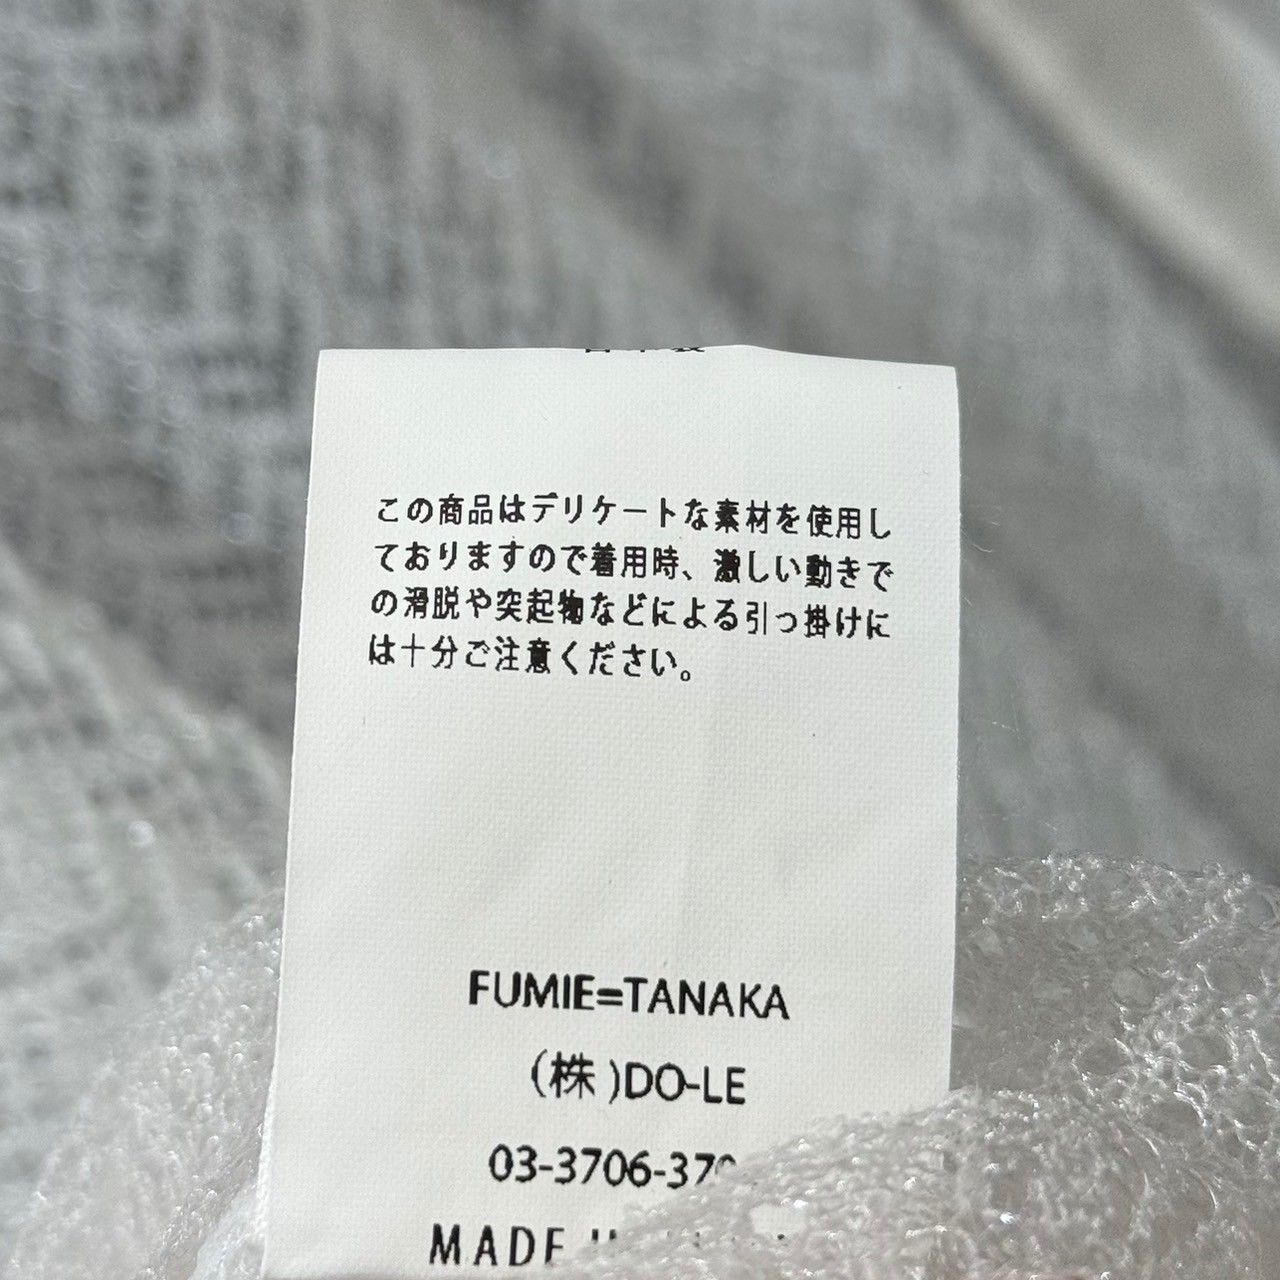 この商品はデリケートな素材を使用し
ておりますので着用時、激しい動きで
の滑脱や突起物などによる引っ掛けに
は十分ご注意ください。
FUMIE=TANAKA
(株)DO-LE
03-3706-37
MADE